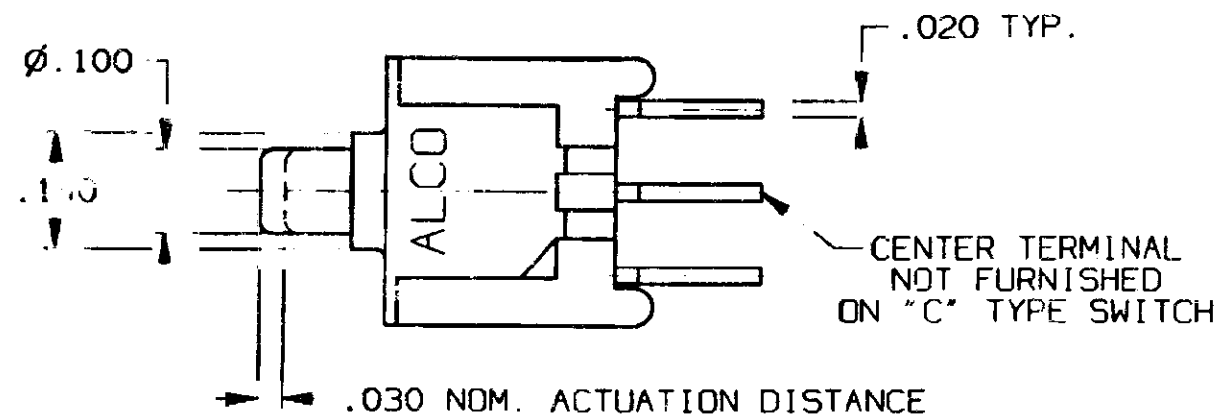 .020 TYP.
Ø.100
ALCO
CENTER TERMINAL
NOT FURNISHED
ON "C" TYPE SWITCH
.030 NOM. ACTUATION DISTANCE